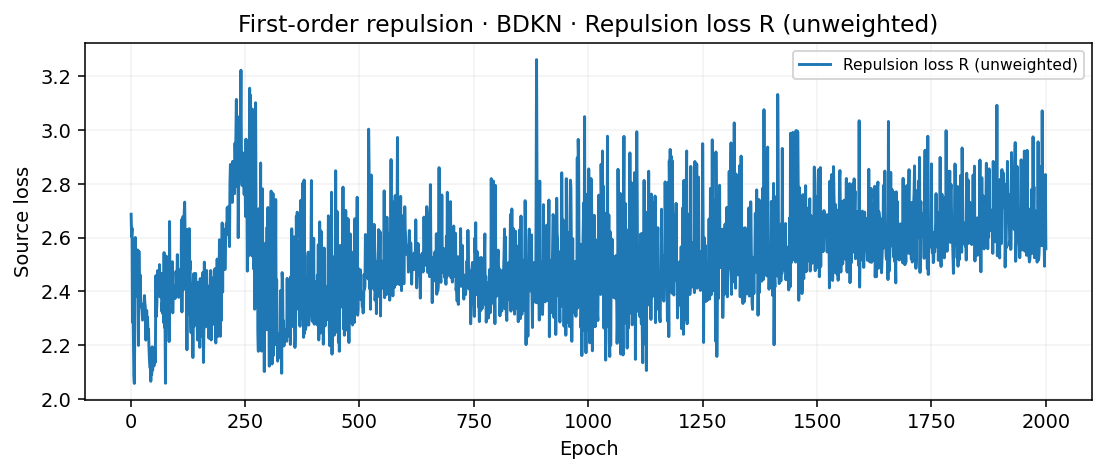 First-order repulsion · BDKN · Repulsion loss R (unweighted)
Repulsion loss R (unweighted)
Source loss
3.2
3.0
2.8
2.6
2.4
2.2
2.0
0 250 500 750 1000 1250 1500 1750 2000
Epoch